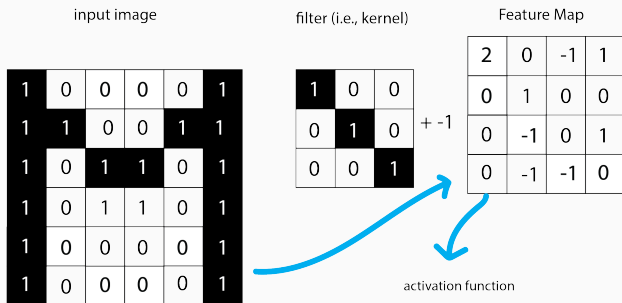 input image
filter (i.e., kernel)
Feature Map
1 0 0 0 0 1
1 1 0 0 1 1
1 0 1 1 0 1
1 0 1 1 0 1
1 0 0 0 0 1
1 0 0 0 0 1
1 0 0
0 1 0
0 0 1
+ -1
2 0 -1 1
0 1 0 0
0 -1 0 1
0 -1 -1 0
activation function